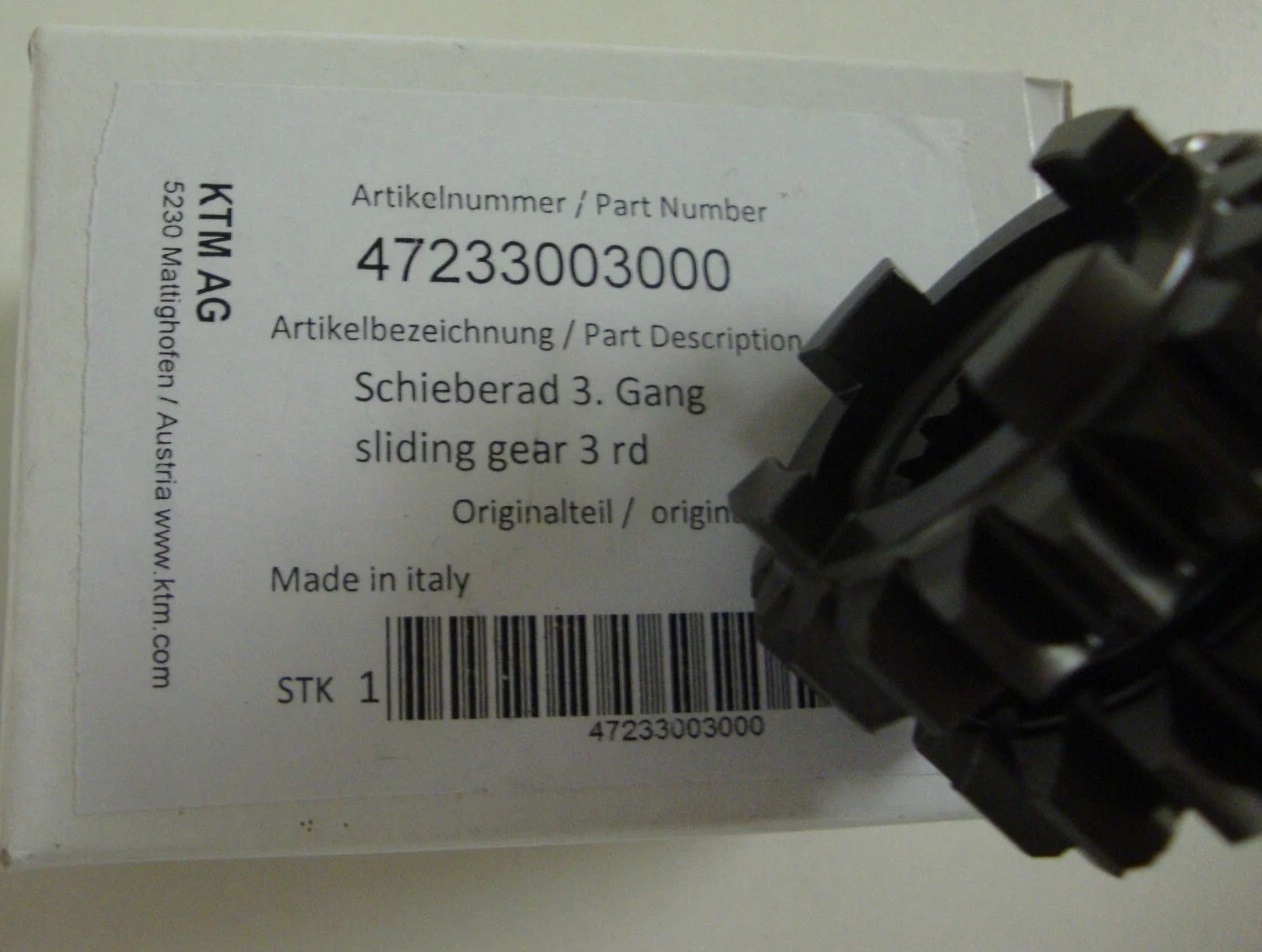 KTM AG
5230 Mattighofen / Austria www.ktm.com
Artikelnummer / Part Number
47233003000
Artikelbezeichnung / Part Description
Schieberad 3. Gang
sliding gear 3 rd
Originalteil /
Made in italy
STK 1
47233003000